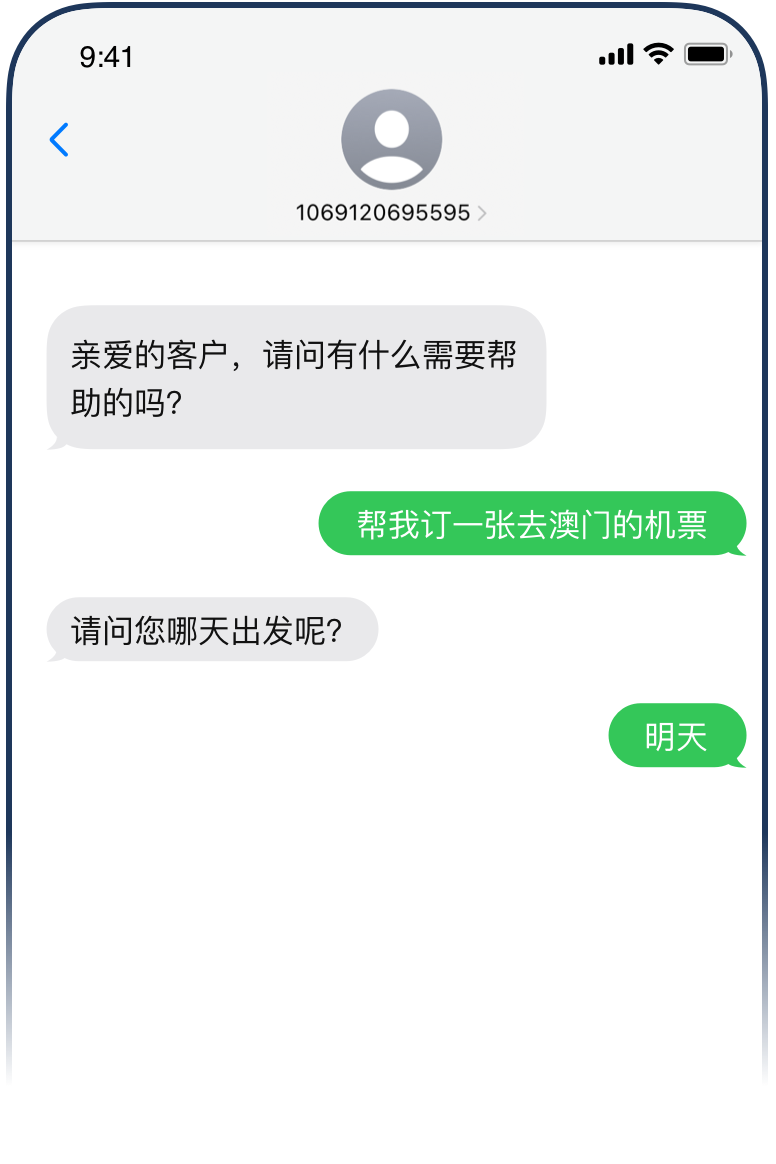 9:41
1069120695595
亲爱的客户，请问有什么需要帮
助的吗?
帮我订一张去澳门的机票
请问您哪天出发呢?
明天